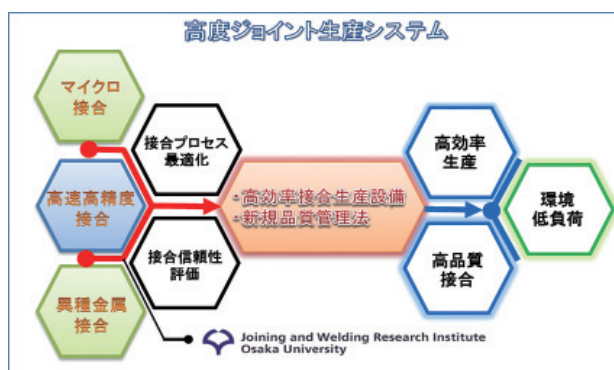 高度ジョイント生産システム
マイクロ
接合
接合プロセス
最適化
高速高精度
接合
異種金属
接合
接合信頼性
評価
・高効率接合生産設備
・新規品質管理法
高効率
生産
高品質
接合
環境
低負荷
Joining and Welding Research Institute
Osaka University